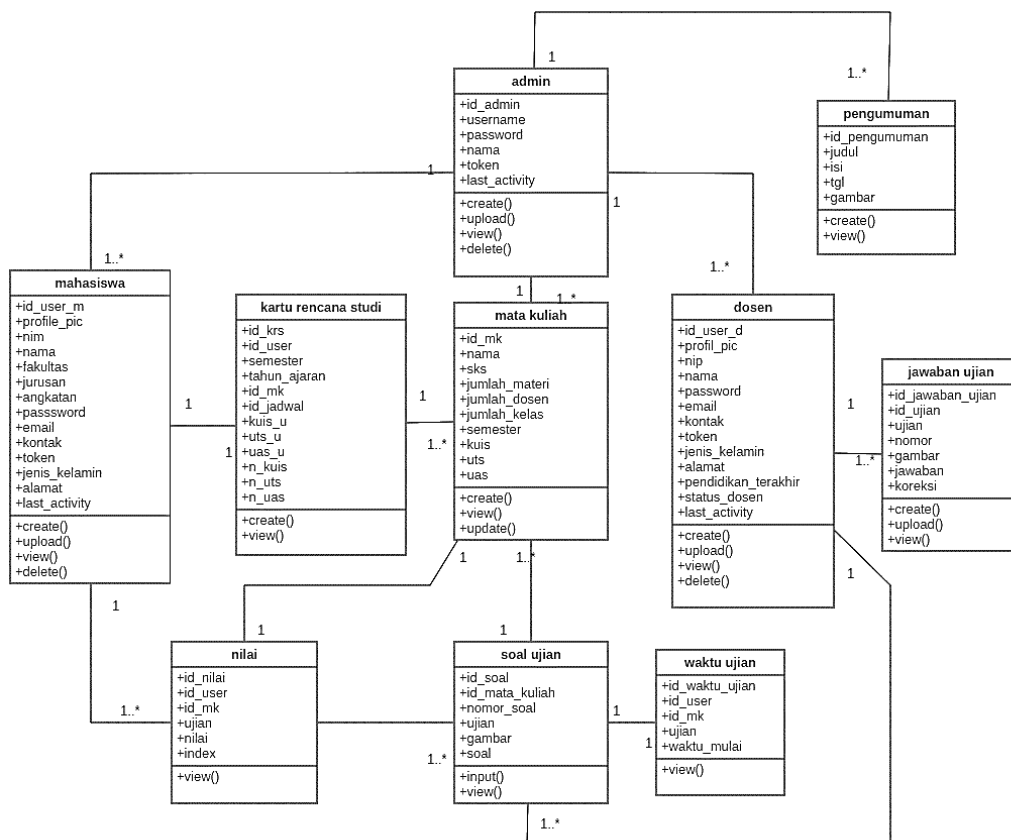 1
1..*
admin
+id_admin
+username
+password
+nama
+token
+last_activity
+create()
+upload()
+view()
+delete()
pengumuman
+id_pengumuman
+judul
+isi
+tgl
+gambar
+create()
+view()
1
1
1..*
1..*
1
1..*
mahasiswa
+id_user_m
+profile_pic
+nim
+nama
+fakultas
+jurusan
+angkatan
+passsword
+email
+kontak
+token
+jenis_kelamin
+alamat
+last_activity
+create()
+upload()
+view()
+delete()
1
1
kartu rencana studi
+id_krs
+id_user
+semester
+tahun_ajaran
+id_mk
+id_jadwal
+kuis_u
+uts_u
+uas_u
+n_kuis
+n_uts
+n_uas
+create()
+view()
1
1..*
mata kuliah
+id_mk
+nama
+sks
+jumlah_materi
+jumlah_dosen
+jumlah_kelas
+semester
+kuis
+uts
+uas
+create()
+view()
+update()
dosen
+id_user_d
+profil_pic
+nip
+nama
+password
+email
+kontak
+token
+jenis_kelamin
+alamat
+pendidikan_terakhir
+status_dosen
+last_activity
+create()
+upload()
+view()
+delete()
1
1..*
jawaban ujian
+id_jawaban_ujian
+id_ujian
+ujian
+nomor
+gambar
+jawaban
+koreksi
+create()
+upload()
+view()
1
1..*
1
1
1
1
1..*
nilai
+id_nilai
+id_user
+id_mk
+ujian
+nilai
+index
+view()
1..*
soal ujian
+id_soal
+id_mata_kuliah
+nomor_soal
+ujian
+gambar
+soal
+input()
+view()
1
1
waktu ujian
+id_waktu_ujian
+id_user
+id_mk
+ujian
+waktu_mulai
+view()
1..*